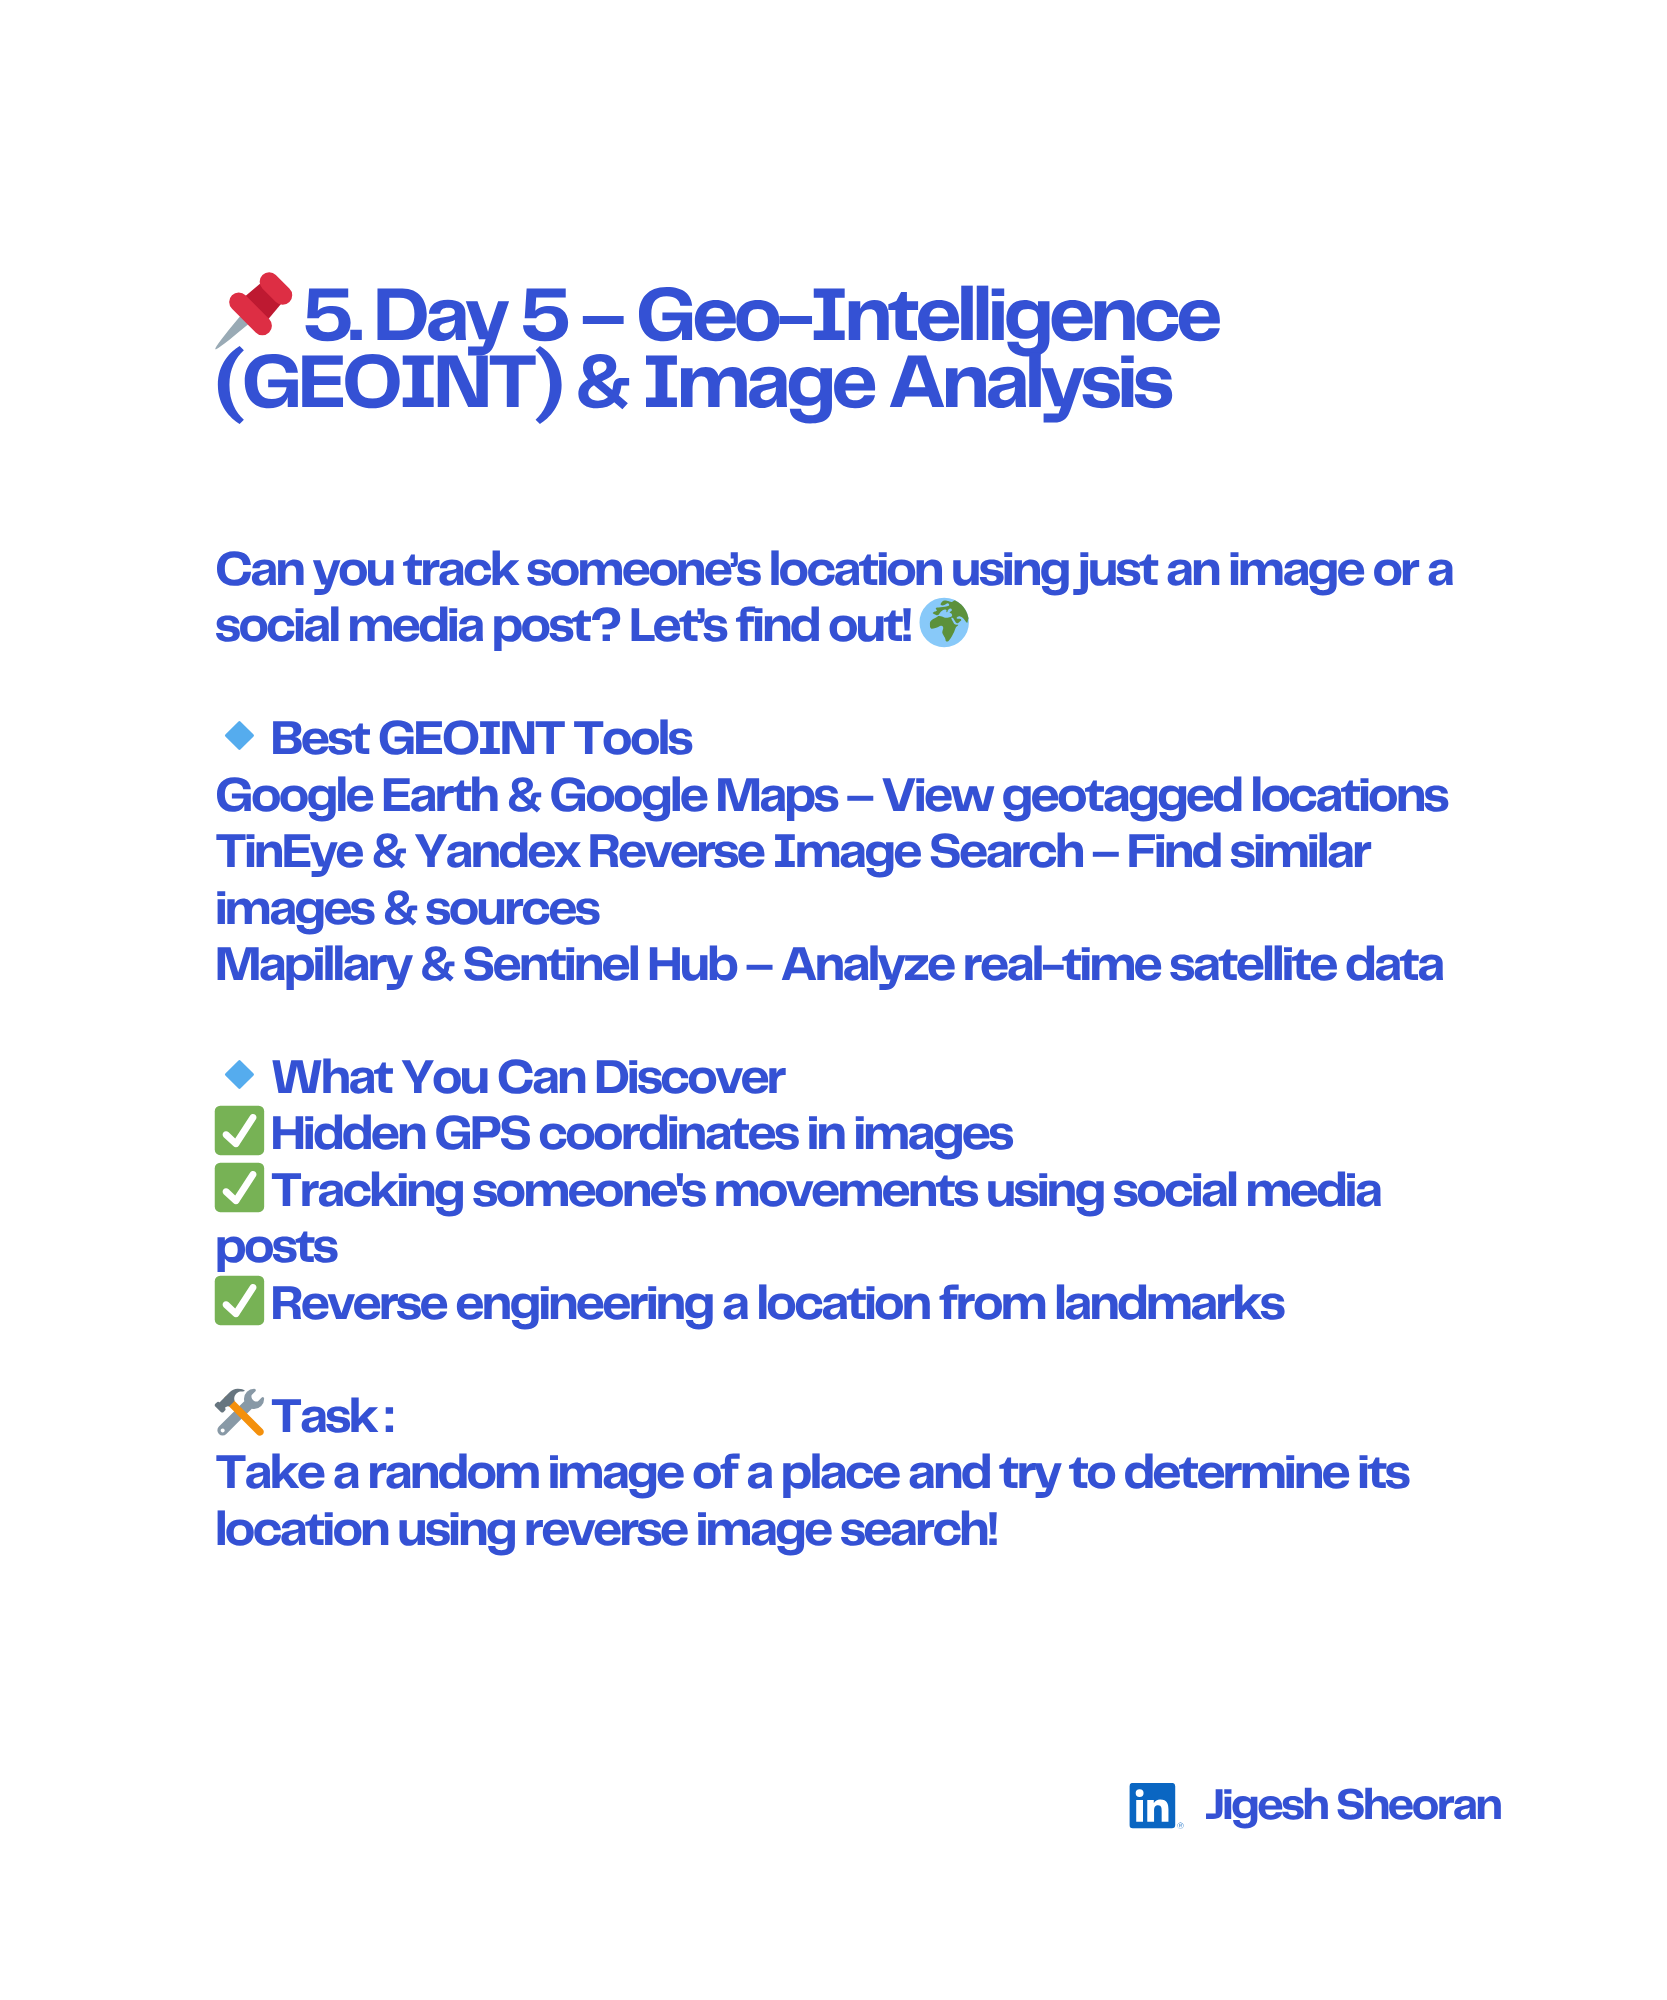 📌 5. Day 5 – Geo-Intelligence
(GEOINT) & Image Analysis
Can you track someone’s location using just an image or a
social media post? Let’s find out! 🌍
🔹 Best GEOINT Tools
Google Earth & Google Maps – View geotagged locations
TinEye & Yandex Reverse Image Search – Find similar
images & sources
Mapillary & Sentinel Hub – Analyze real-time satellite data
🔹 What You Can Discover
✅ Hidden GPS coordinates in images
✅ Tracking someone's movements using social media
posts
✅ Reverse engineering a location from landmarks
🛠 Task :
Take a random image of a place and try to determine its
location using reverse image search!
in® Jigesh Sheoran